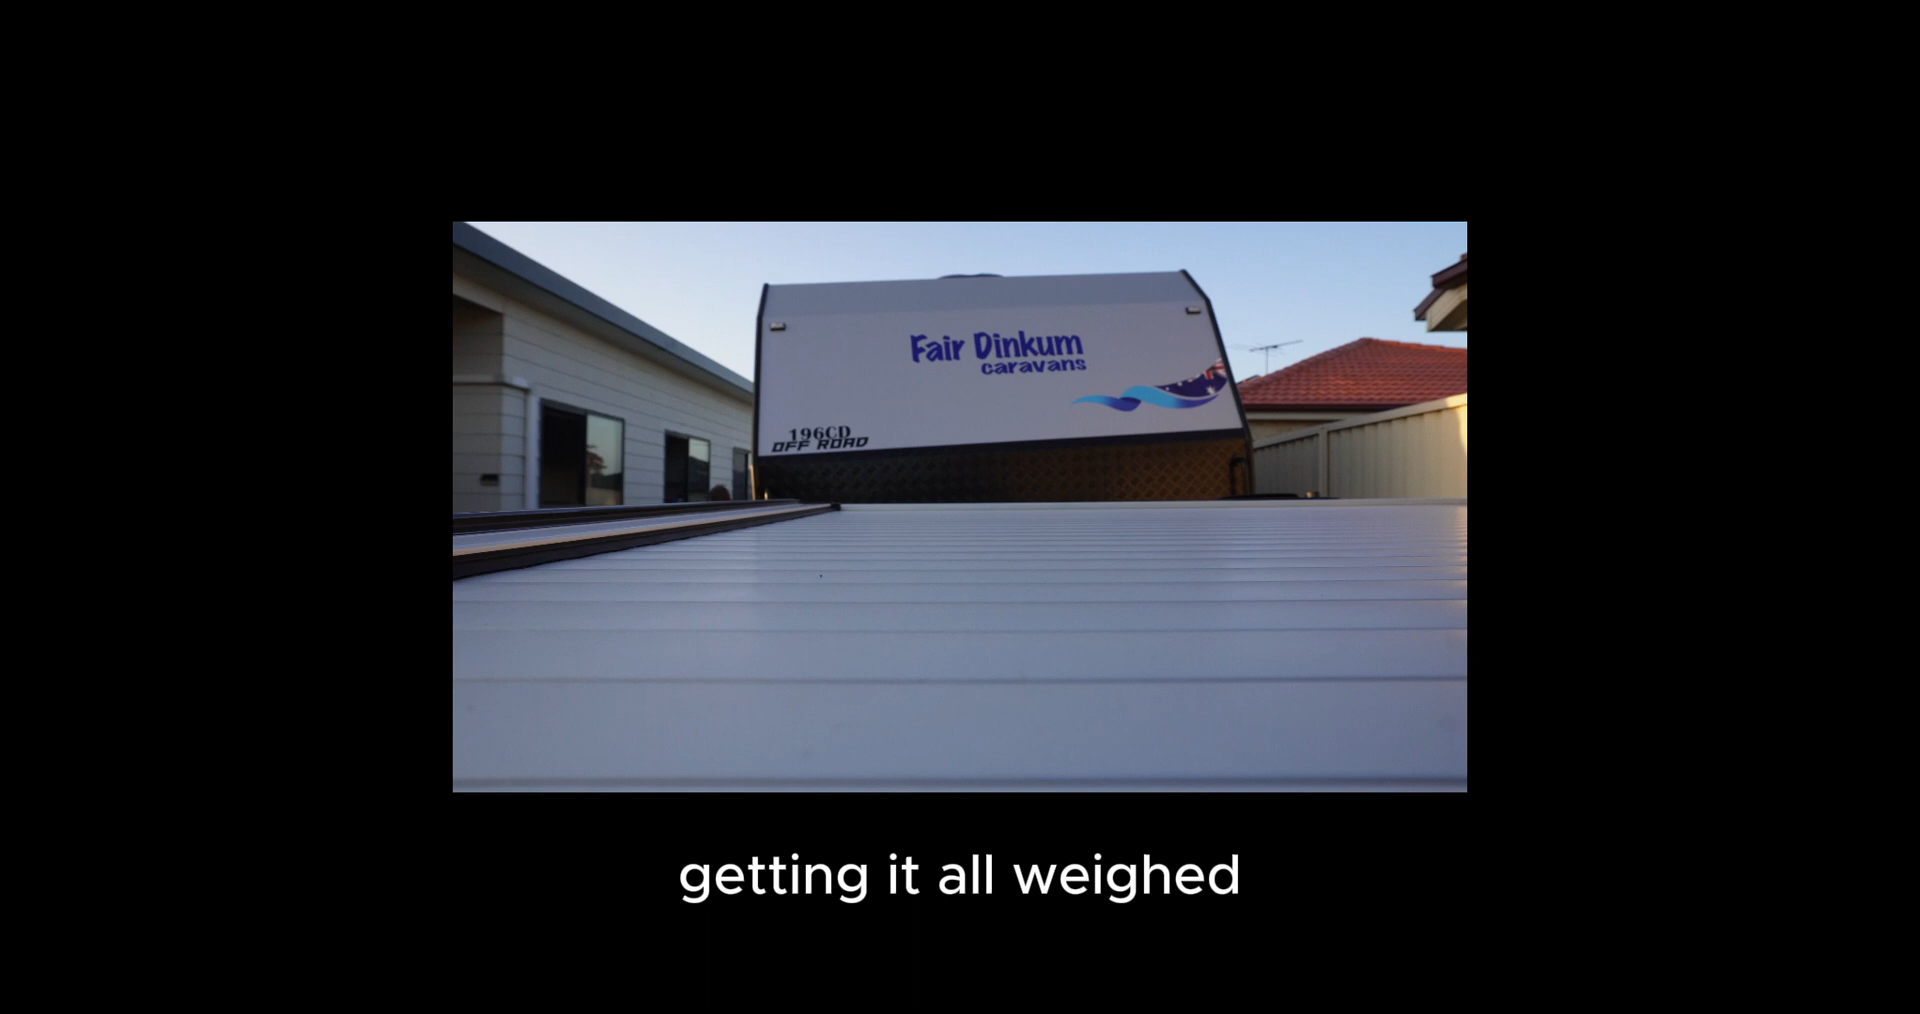 Fair Dinkum
caravans
196CD
OFF ROAD
getting it all weighed